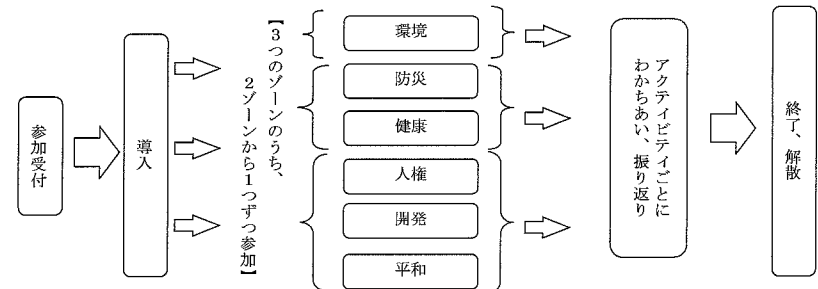 参加受付
導入
【3つのゾーンのうち、
2ゾーンから1つずつ参加】
環境
防災
健康
人権
開発
平和
アクティビティごとに
わかちあい、振り返り
終了、解散